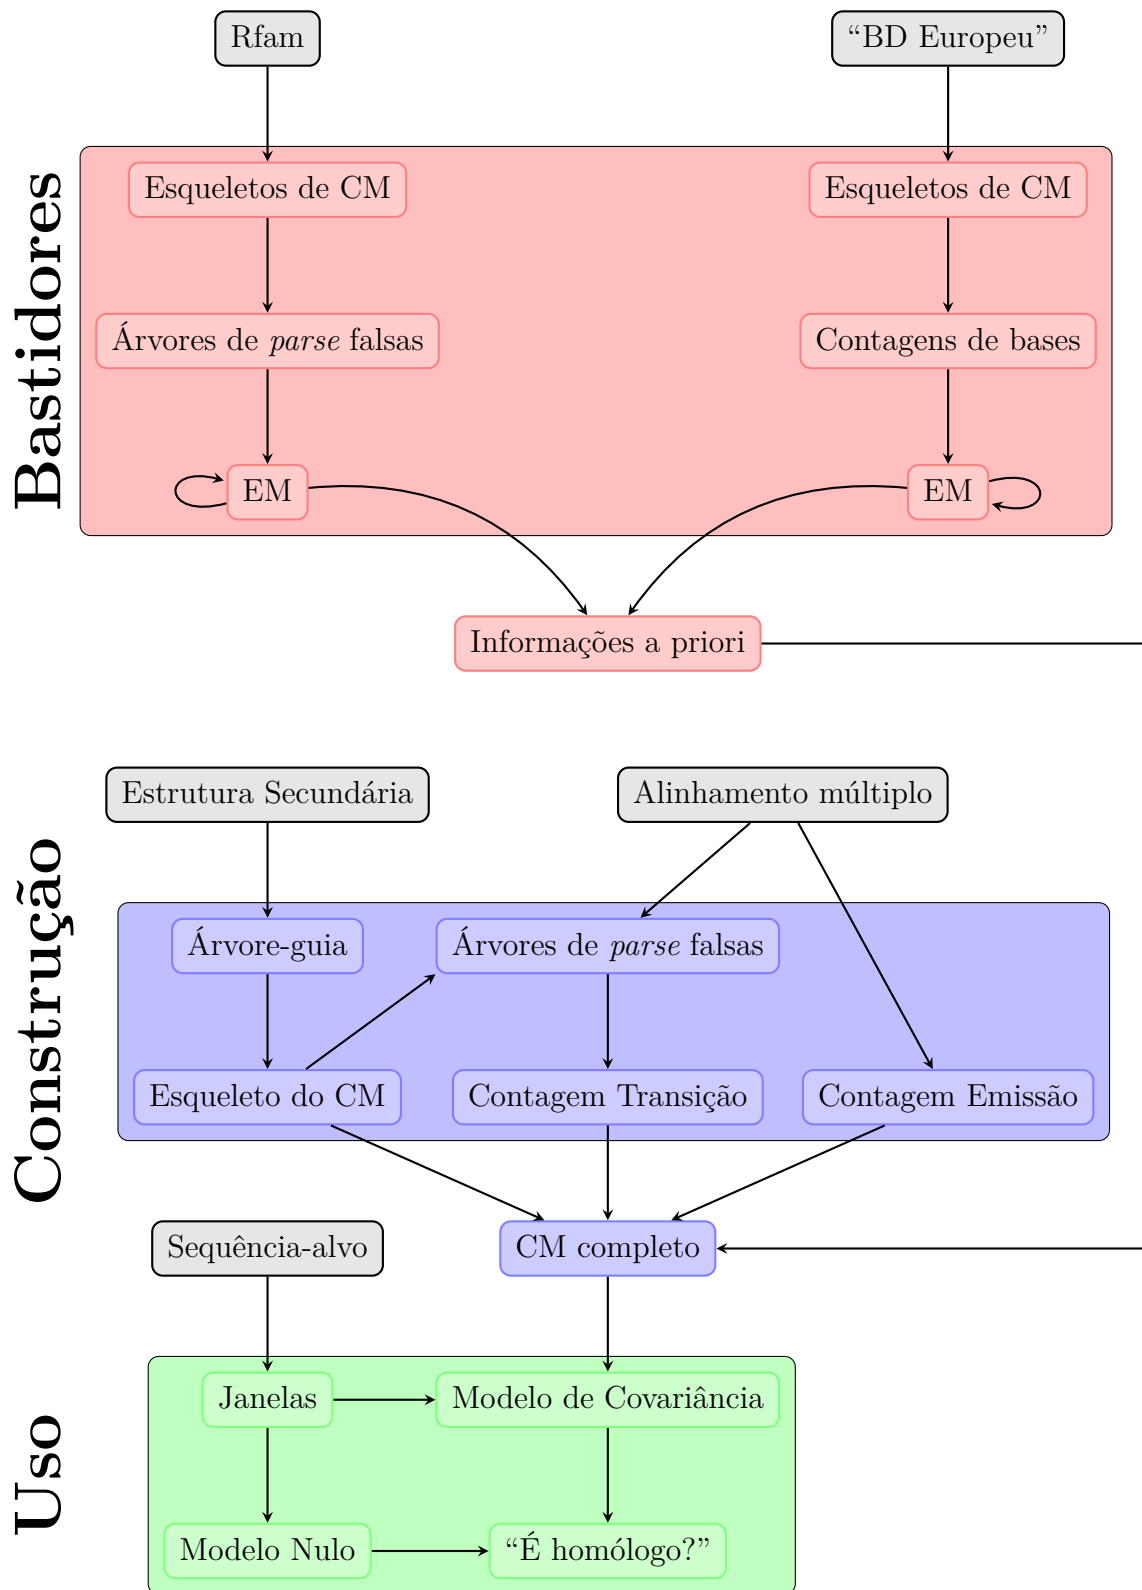 Rfam
“BD Europeu”
Bastidores
Esqueletos de CM
Esqueletos de CM
Árvores de parse falsas
Contagens de bases
EM
EM
Informações a priori
Construção
Estrutura Secundária
Alinhamento múltiplo
Árvore-guia
Árvores de parse falsas
Esqueleto do CM
Contagem Transição
Contagem Emissão
Sequência-alvo
CM completo
Uso
Janelas
Modelo de Covariância
Modelo Nulo
“É homólogo?”